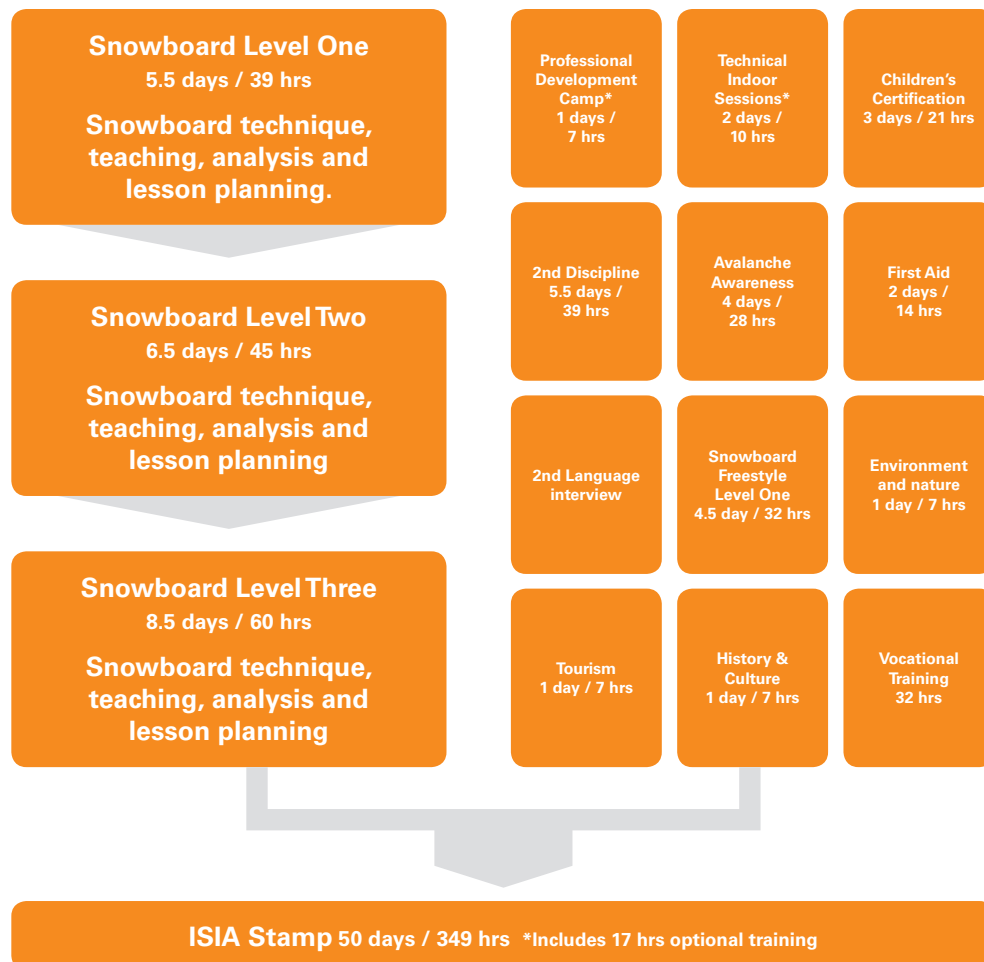 Snowboard Level One
5.5 days / 39 hrs
Snowboard technique,
teaching, analysis and
lesson planning.
Snowboard Level Two
6.5 days / 45 hrs
Snowboard technique,
teaching, analysis and
lesson planning
Snowboard Level Three
8.5 days / 60 hrs
Snowboard technique,
teaching, analysis and
lesson planning
Professional
Development
Camp*
1 days /
7 hrs
Technical
Indoor
Sessions*
2 days /
10 hrs
Children's
Certification
3 days / 21 hrs
2nd Discipline
5.5 days /
39 hrs
Avalanche
Awareness
4 days /
28 hrs
First Aid
2 days /
14 hrs
2nd Language
interview
Snowboard
Freestyle
Level One
4.5 day / 32 hrs
Environment
and nature
1 day / 7 hrs
Tourism
1 day / 7 hrs
History &
Culture
1 day / 7 hrs
Vocational
Training
32 hrs
ISIA Stamp 50 days / 349 hrs *Includes 17 hrs optional training